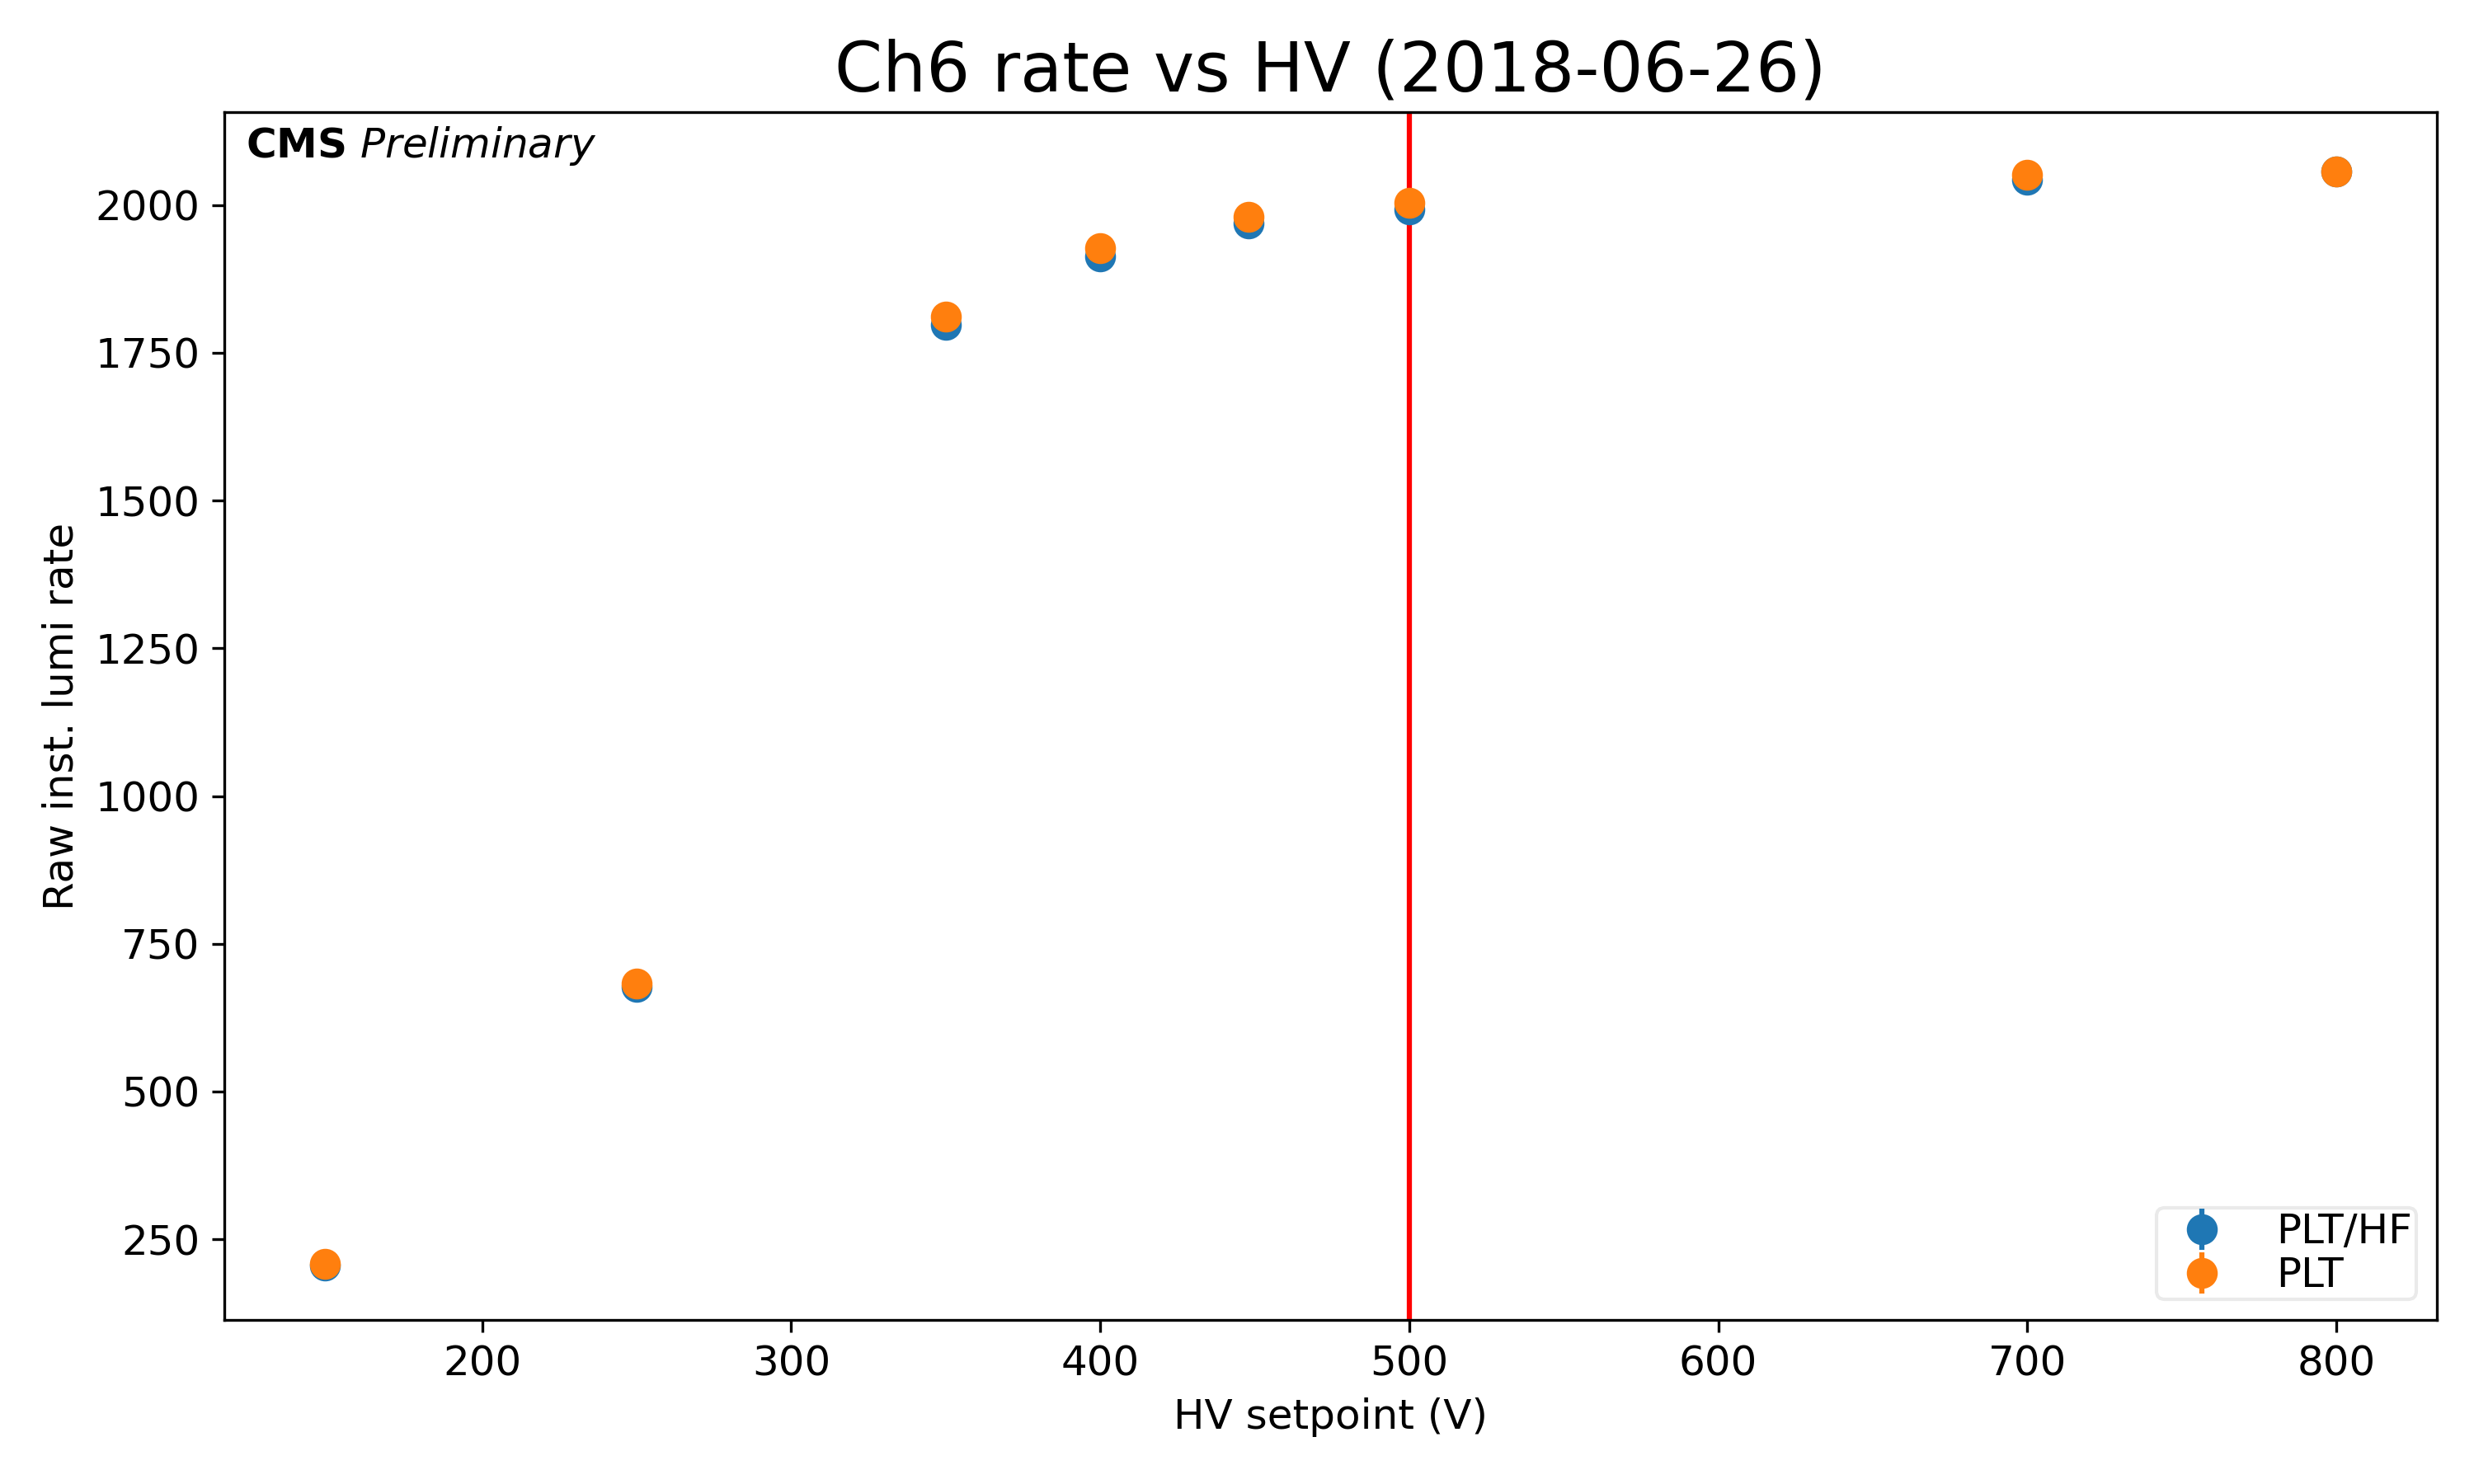 Ch6 rate vs HV (2018-06-26)
CMS Preliminary
2000
1750
1500
1250
1000
750
500
250
Raw inst. lumi rate
200 300 400 500 600 700 800
HV setpoint (V)
PLT/HF
PLT